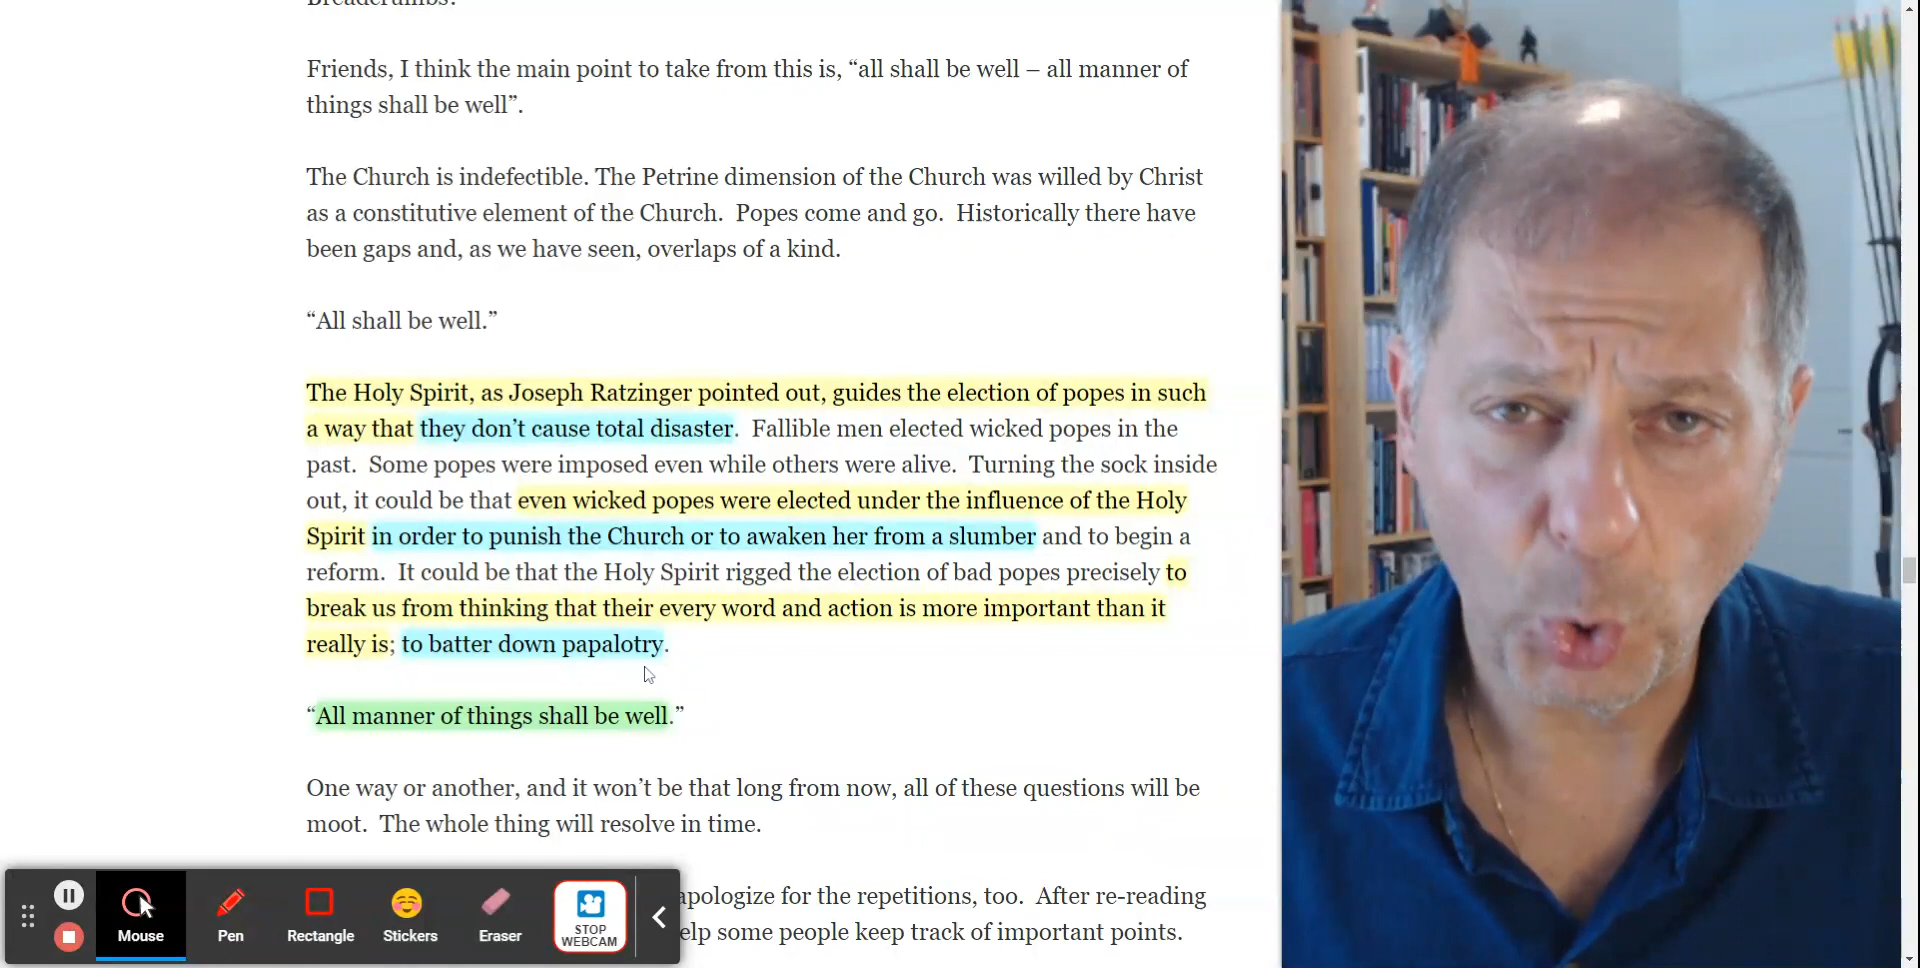 Breadcrumbs?
Friends, I think the main point to take from this is, “all shall be well – all manner of
things shall be well”.
The Church is indefectible. The Petrine dimension of the Church was willed by Christ
as a constitutive element of the Church.  Popes come and go.  Historically there have
been gaps and, as we have seen, overlaps of a kind.
“All shall be well.”
The Holy Spirit, as Joseph Ratzinger pointed out, guides the election of popes in such
a way that they don’t cause total disaster.  Fallible men elected wicked popes in the
past.  Some popes were imposed even while others were alive.  Turning the sock inside
out, it could be that even wicked popes were elected under the influence of the Holy
Spirit in order to punish the Church or to awaken her from a slumber and to begin a
reform.  It could be that the Holy Spirit rigged the election of bad popes precisely to
break us from thinking that their every word and action is more important than it
really is; to batter down papalotry.
“All manner of things shall be well.”
One way or another, and it won’t be that long from now, all of these questions will be
moot.  The whole thing will resolve in time.
apologize for the repetitions, too.  After re-reading
elp some people keep track of important points.
Mouse
Pen
Rectangle
Stickers
Eraser
STOP
WEBCAM